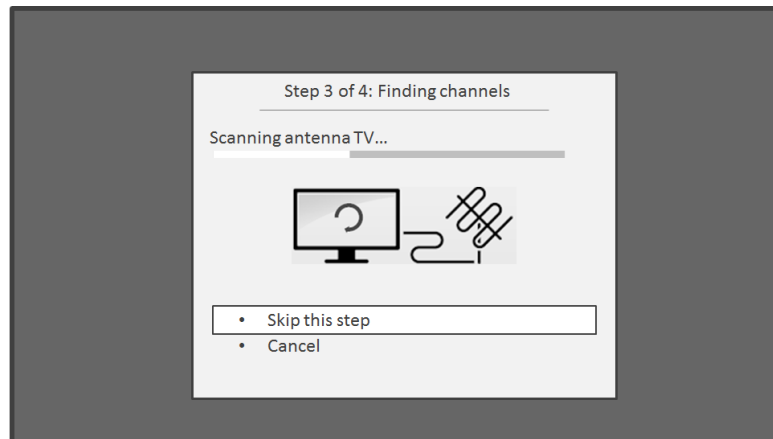 Step 3 of 4: Finding channels
Scanning antenna TV...
• Skip this step
• Cancel